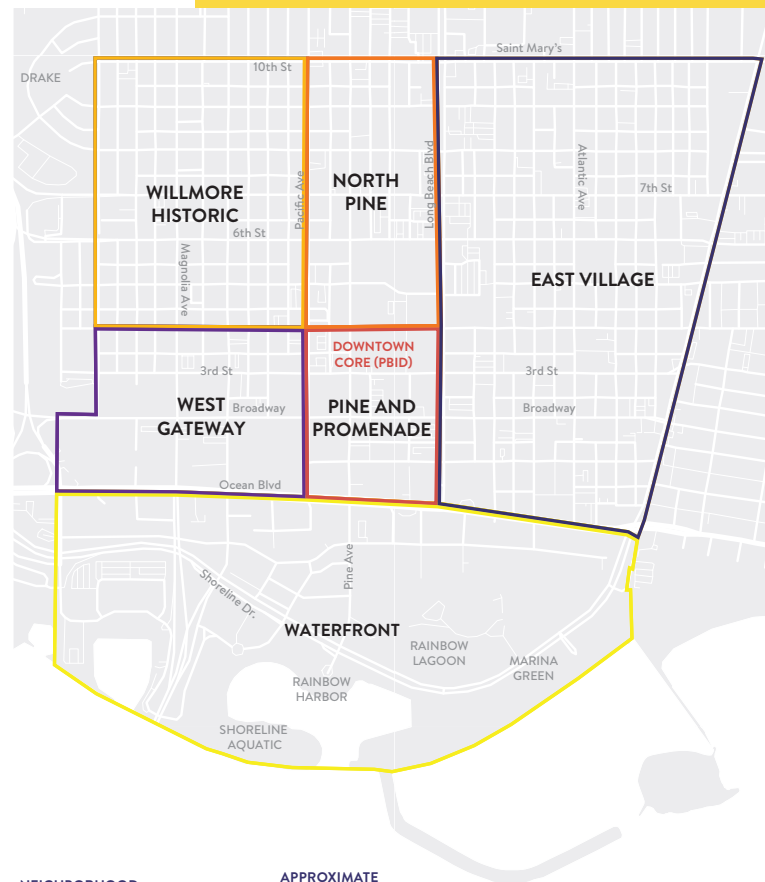 Saint Mary's
10th St
DRAKE
Pacific Ave
Long Beach Blvd
Atlantic Ave
NORTH
PINE
WILLMORE
HISTORIC
7th St
6th St
Magnolia Ave
EAST VILLAGE
DOWNTOWN
CORE (PBID)
3rd St
3rd St
WEST
GATEWAY
Broadway
PINE AND
PROMENADE
Broadway
Ocean Blvd
Pine Ave
Shoreline Dr.
WATERFRONT
RAINBOW
LAGOON
MARINA
GREEN
RAINBOW
HARBOR
SHORELINE
AQUATIC
APPROXIMATE
NEIGHBORHOOD